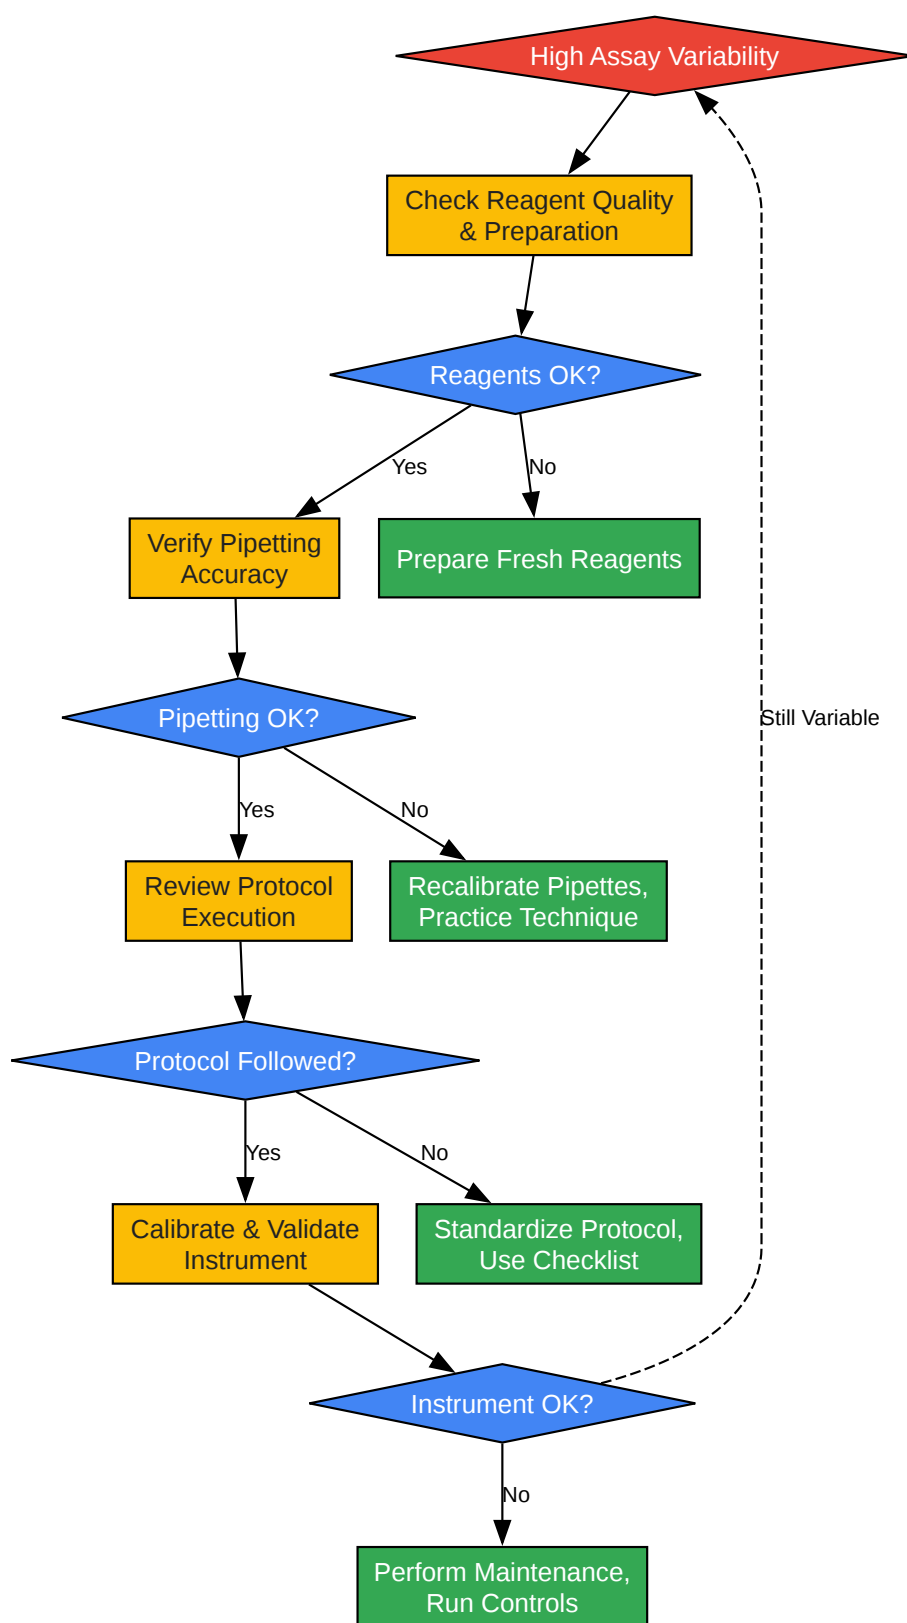 High Assay Variability
Check Reagent Quality
& Preparation
Reagents OK?
Yes
No
Verify Pipetting
Accuracy
Prepare Fresh Reagents
Pipetting OK?
Still Variable
Yes
No
Review Protocol
Execution
Recalibrate Pipettes,
Practice Technique
Protocol Followed?
Yes
No
Calibrate & Validate
Instrument
Standardize Protocol,
Use Checklist
Instrument OK?
No
Perform Maintenance,
Run Controls